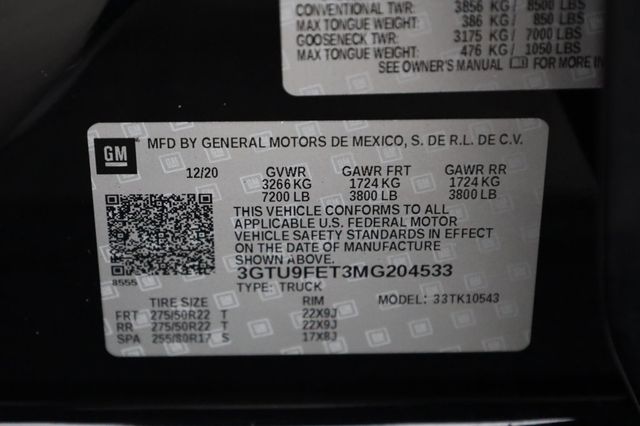 CONVENTIONAL TWR: 3856 KG/ 8500 LBS
MAX TONGUE WEIGHT: 386 KG/ 850 LBS
GOOSENECK TWR: 3175 KG/ 7000 LBS
MAX TONGUE WEIGHT: 476 KG/ 1050 LBS
SEE OWNER'S MANUAL FOR MORE IN
GM
MFD BY GENERAL MOTORS DE MEXICO, S. DE R.L. DE C.V.
12/20 GVWR GAWR FRT GAWR RR
3266 KG 1724 KG 1724 KG
7200 LB 3800 LB 3800 LB
THIS VEHICLE CONFORMS TO ALL
APPLICABLE U.S. FEDERAL MOTOR
VEHICLE SAFETY STANDARDS IN EFFECT
ON THE DATE OF MANUFACTURE
SHOWN ABOVE.
8555 3GTU9FET3MG204533
TYPE: TRUCK MODEL: 33TK10543
TIRE SIZE RIM
FRT 275/50R22 T 22X9J
RR 275/50R22 T 22X9J
SPA 255/80R17 S 17X8J